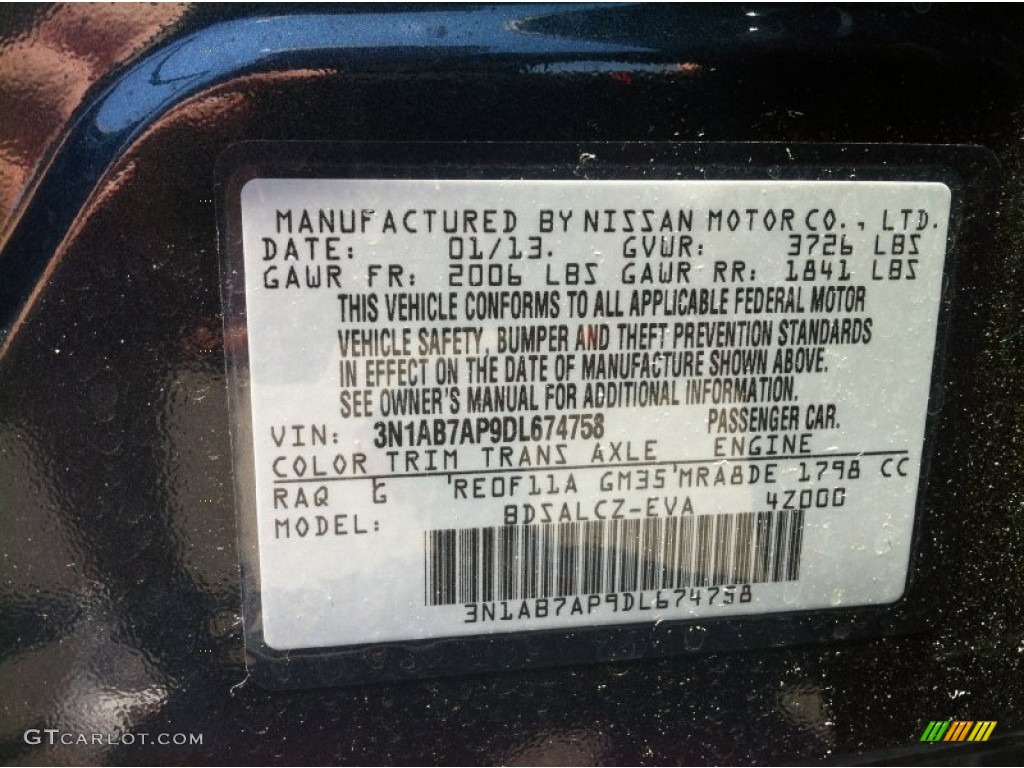 MANUFACTURED BY NISSAN MOTOR CO., LTD.
DATE: 01/13. GVWR: 3726 LBS
GAWR FR: 2006 LBS GAWR RR: 1841 LBS
THIS VEHICLE CONFORMS TO ALL APPLICABLE FEDERAL MOTOR
VEHICLE SAFETY, BUMPER AND THEFT PREVENTION STANDARDS
IN EFFECT ON THE DATE OF MANUFACTURE SHOWN ABOVE.
SEE OWNER'S MANUAL FOR ADDITIONAL INFORMATION.
VIN: 3N1AB7AP9DL674758 PASSENGER CAR.
COLOR TRIM TRANS AXLE ENGINE
RAQ G 'RE0F11A GM35'MRA8DE 1798 CC
MODEL: BDSALCZ-EVA 4Z000
3N1AB7AP9DL674758
GTCARLOT.COM